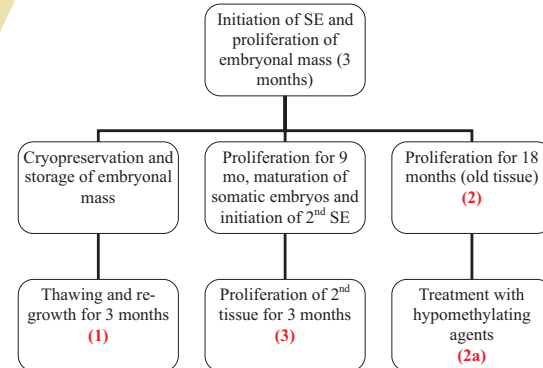 Initiation of SE and
proliferation of
embryonal mass (3
months)
Cryopreservation and
storage of embryonal
mass
Proliferation for 9
mo, maturation of
somatic embryos and
initiation of 2nd SE
Proliferation for 18
months (old tissue)
(2)
Thawing and re-
growth for 3 months
(1)
Proliferation of 2nd
tissue for 3 months
(3)
Treatment with
hypomethylating
agents
(2a)